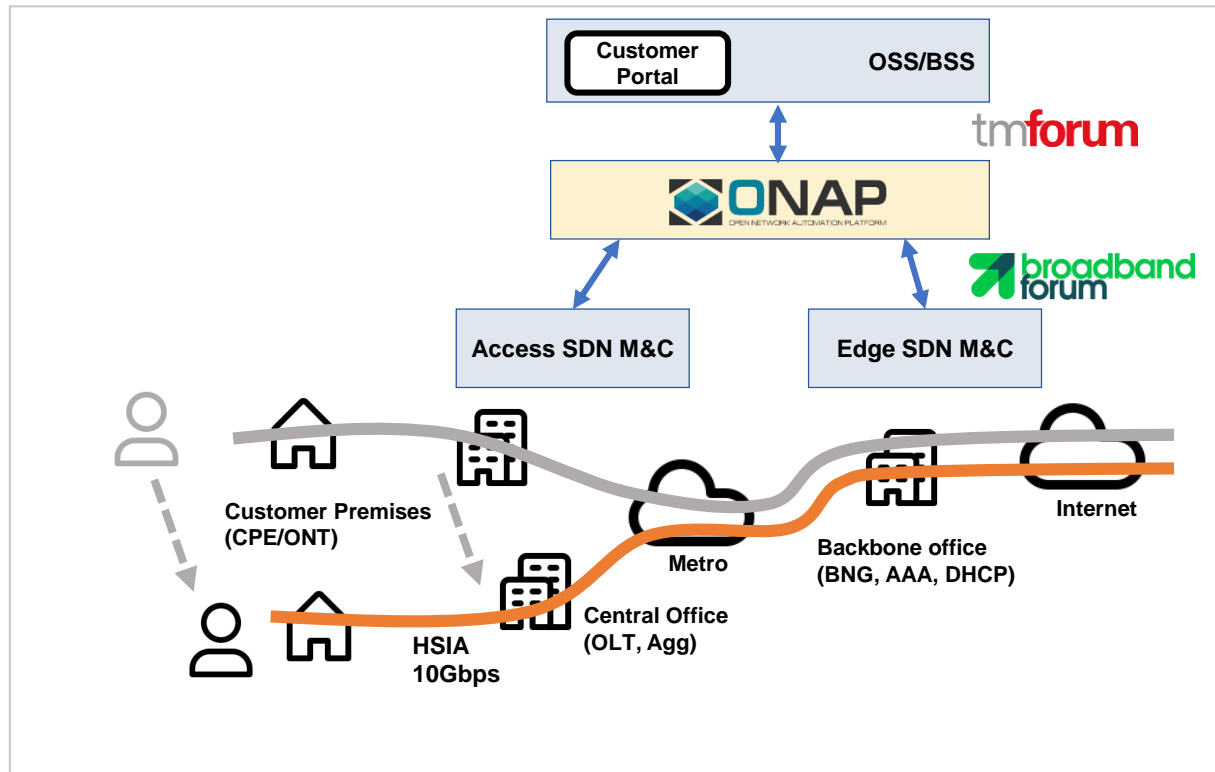 Customer
Portal
OSS/BSS
tmforum
ONAP
OPEN NETWORK AUTOMATION PLATFORM
broadband
forum
Access SDN M&C
Edge SDN M&C
Customer Premises
(CPE/ONT)
Internet
Metro
Backbone office
(BNG, AAA, DHCP)
Central Office
(OLT, Agg)
HSIA
10Gbps